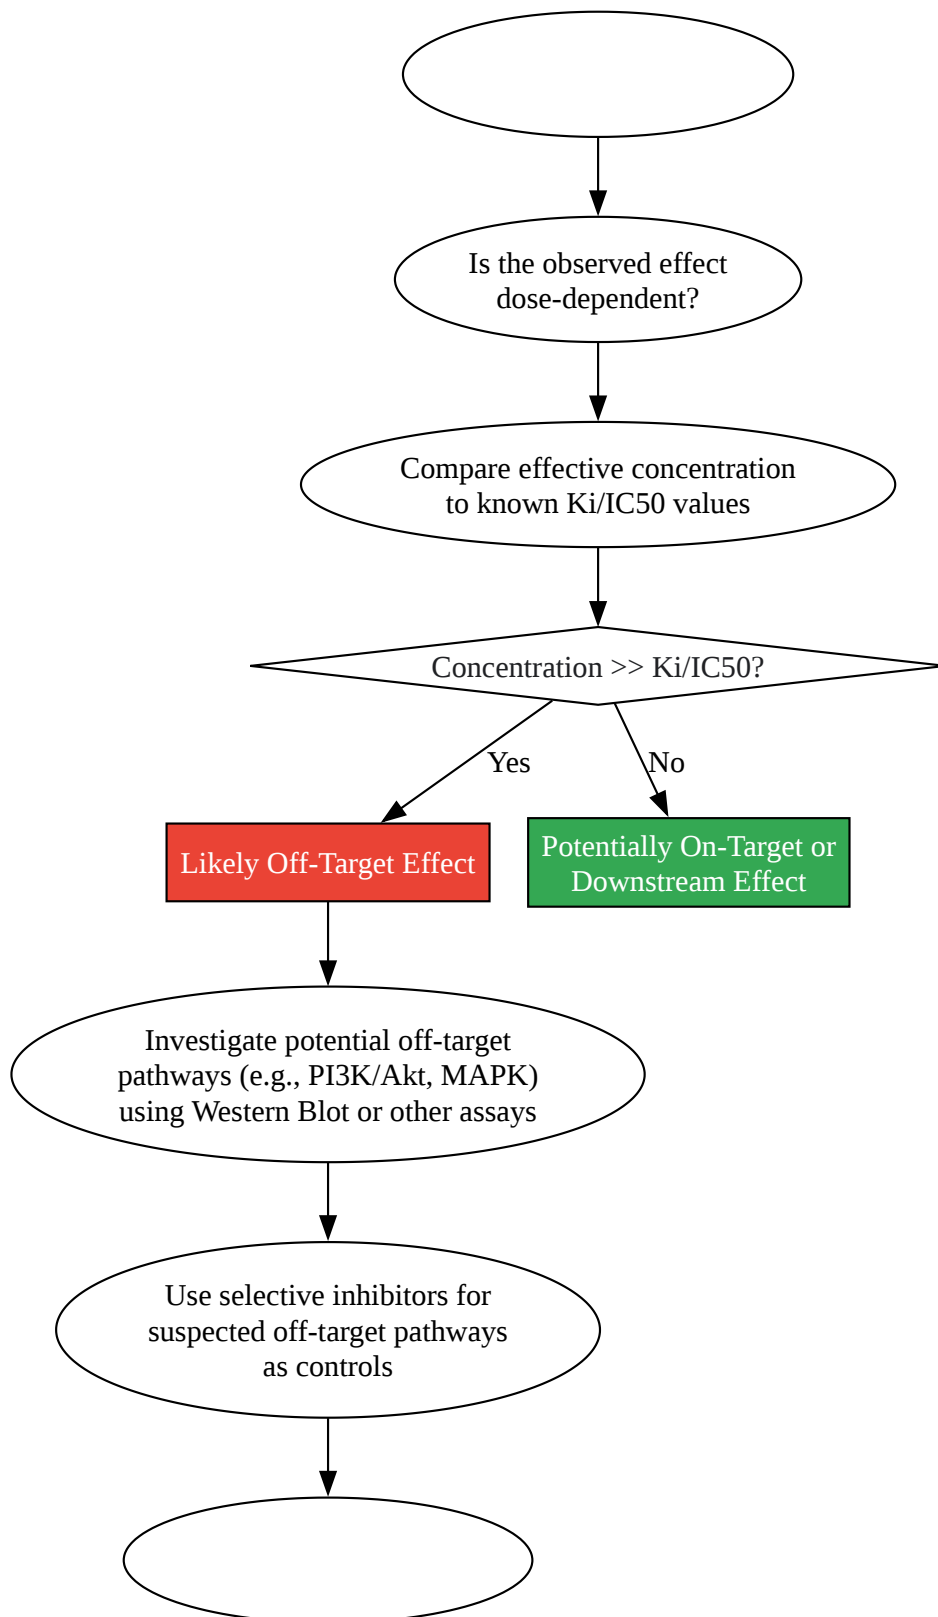 Is the observed effect
dose-dependent?
Compare effective concentration
to known Ki/IC50 values
Concentration >> Ki/IC50?
Yes
No
Likely Off-Target Effect
Potentially On-Target or
Downstream Effect
Investigate potential off-target
pathways (e.g., PI3K/Akt, MAPK)
using Western Blot or other assays
Use selective inhibitors for
suspected off-target pathways
as controls